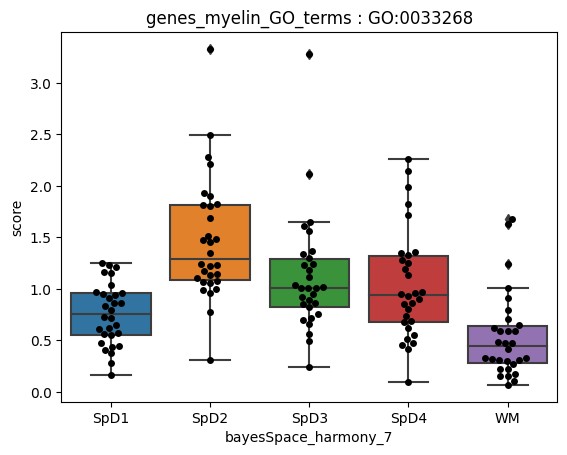 genes_myelin_GO_terms : GO:0033268
3.0
2.5
2.0
1.5
1.0
0.5
0.0
score
SpD1 SpD2 SpD3 SpD4 WM
bayesSpace_harmony_7